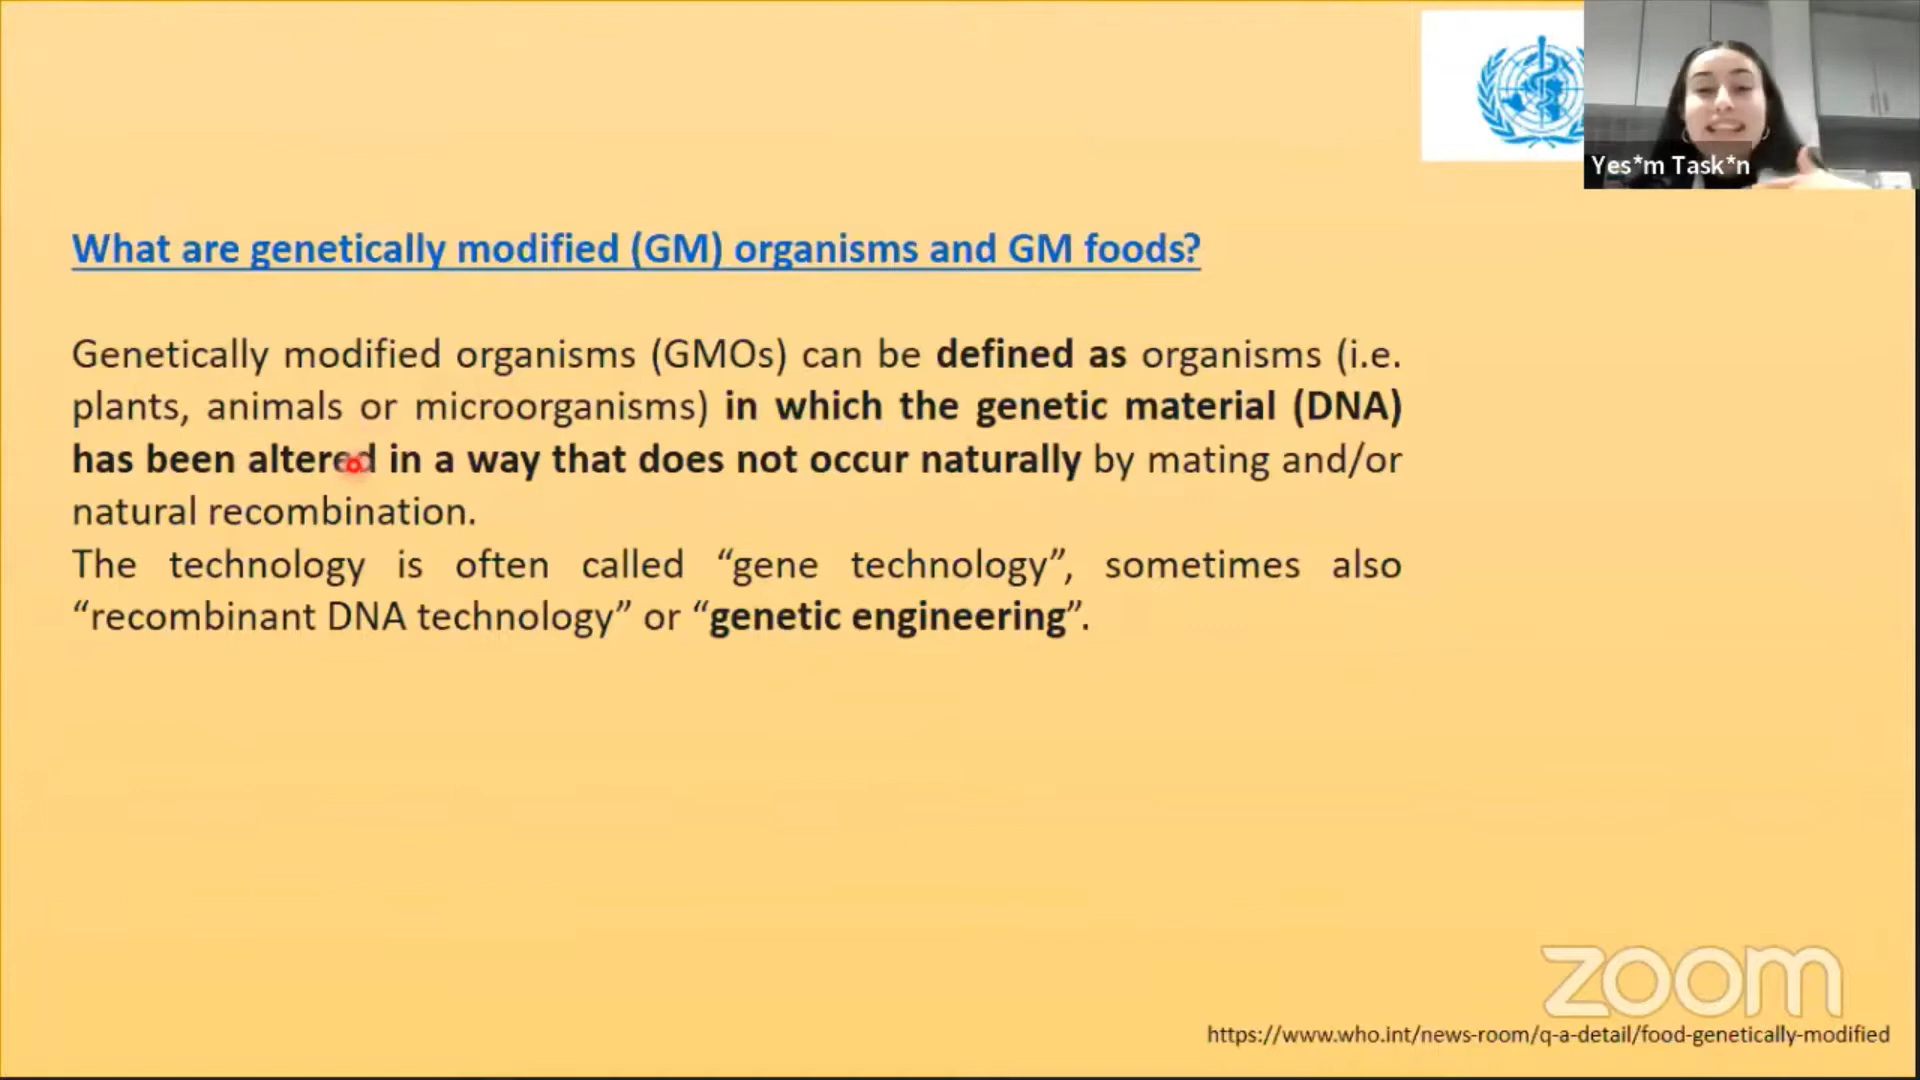 Yes*m Task*n
What are genetically modified (GM) organisms and GM foods?
Genetically modified organisms (GMOs) can be defined as organisms (i.e.
plants, animals or microorganisms) in which the genetic material (DNA)
has been altered in a way that does not occur naturally by mating and/or
natural recombination.
The technology is often called “gene technology”, sometimes also
“recombinant DNA technology” or “genetic engineering”.
zoom
https://www.who.int/news-room/q-a-detail/food-genetically-modified